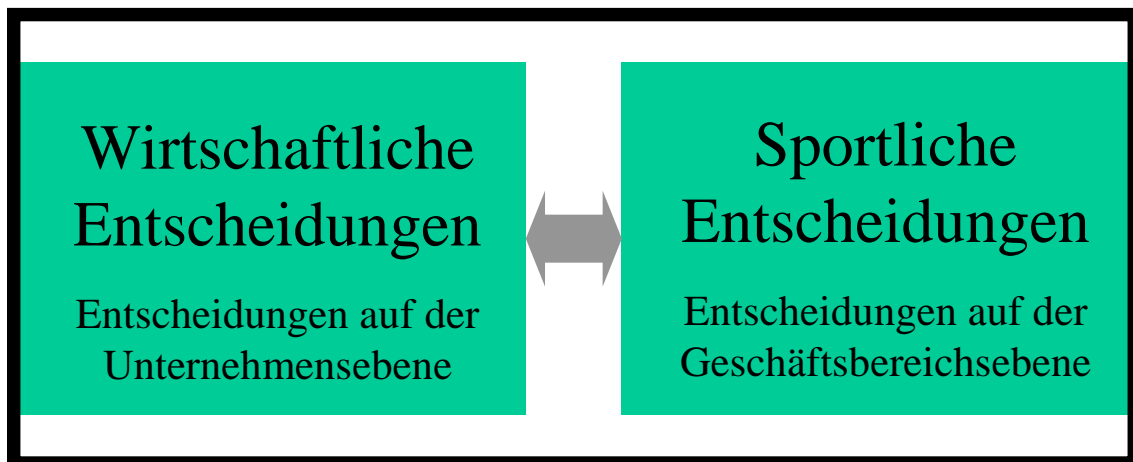 Wirtschaftliche
Entscheidungen
Entscheidungen auf der
Unternehmensebene
Sportliche
Entscheidungen
Entscheidungen auf der
Geschäftsbereichsebene